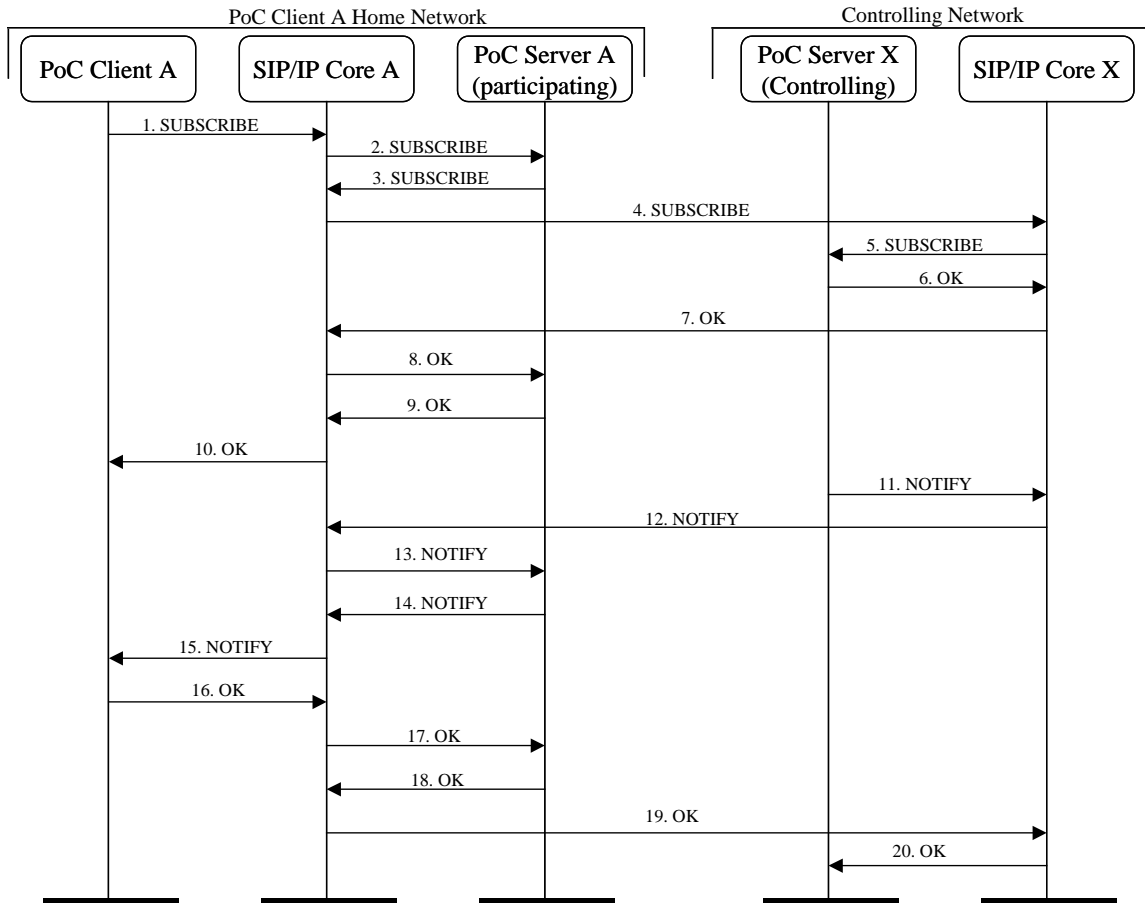 PoC Client A Home Network
Controlling Network
PoC Client A
SIP/IP Core A
PoC Server A
(participating)
PoC Server X
(Controlling)
SIP/IP Core X
1. SUBSCRIBE
2. SUBSCRIBE
3. SUBSCRIBE
4. SUBSCRIBE
5. SUBSCRIBE
6. OK
7. OK
8. OK
9. OK
10. OK
11. NOTIFY
12. NOTIFY
13. NOTIFY
14. NOTIFY
15. NOTIFY
16. OK
17. OK
18. OK
19. OK
20. OK